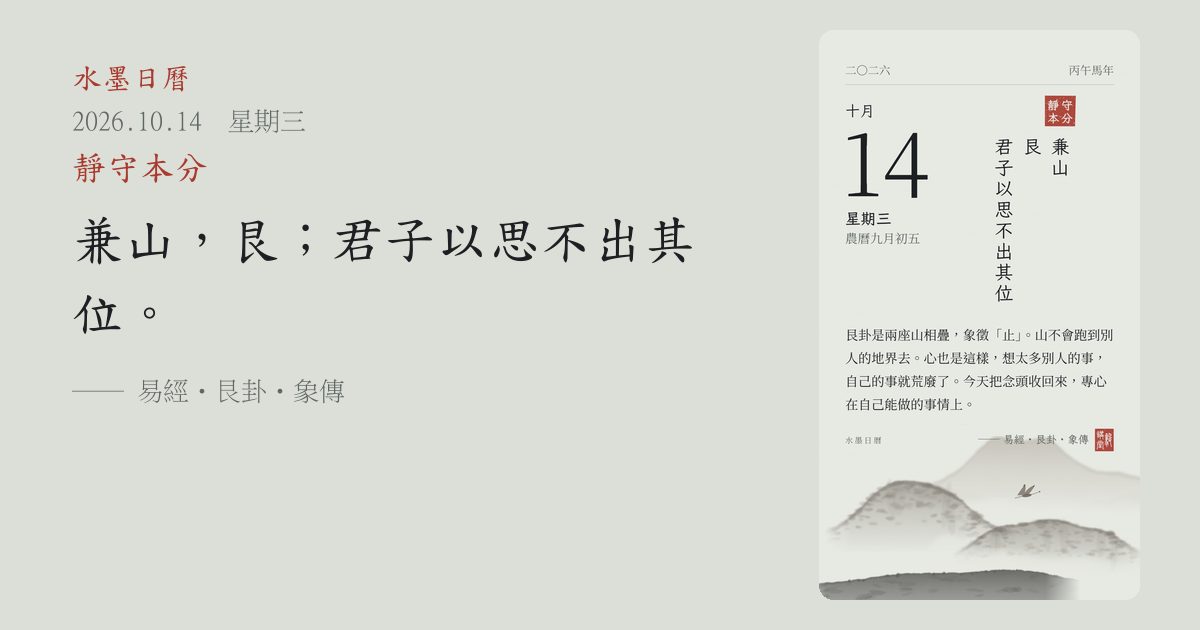 水墨日曆
2026.10.14 星期三
靜守本分
兼山，艮；君子以思不出其
位。
—— 易經・艮卦・象傳
二〇二六
丙午馬年
十月
14
星期三
農曆九月初五
靜守
本分
兼山
艮
君子以思不出其位
艮卦是兩座山相疊，象徵「止」。山不會跑到別
人的地界去。心也是這樣，想太多別人的事，
自己的事就荒廢了。今天把念頭收回來，專心
在自己能做的事情上。
水墨日曆
—— 易經・艮卦・象傳